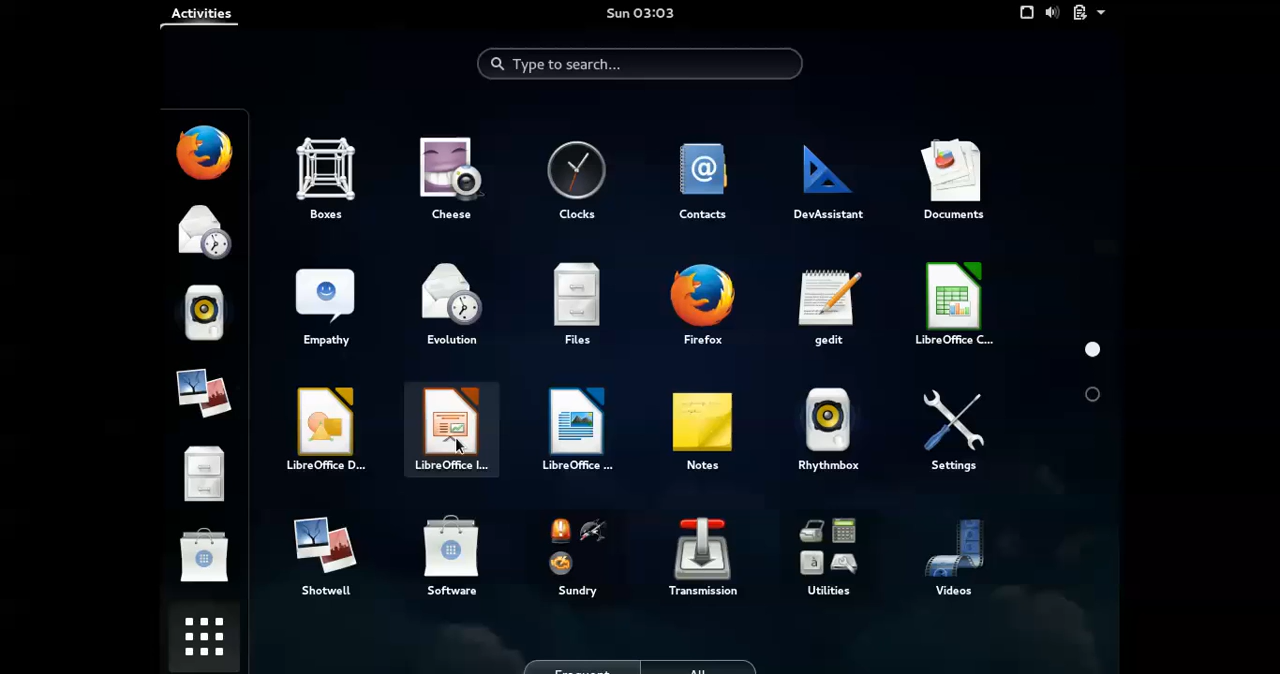 Activities
Sun 03:03
Type to search...
Boxes
Cheese
Clocks
Contacts
DevAssistant
Documents
Empathy
Evolution
Files
Firefox
gedit
LibreOffice C...
LibreOffice D...
LibreOffice I...
LibreOffice ...
Notes
Rhythmbox
Settings
Shotwell
Software
Sundry
Transmission
Utilities
Videos
Frequent
All